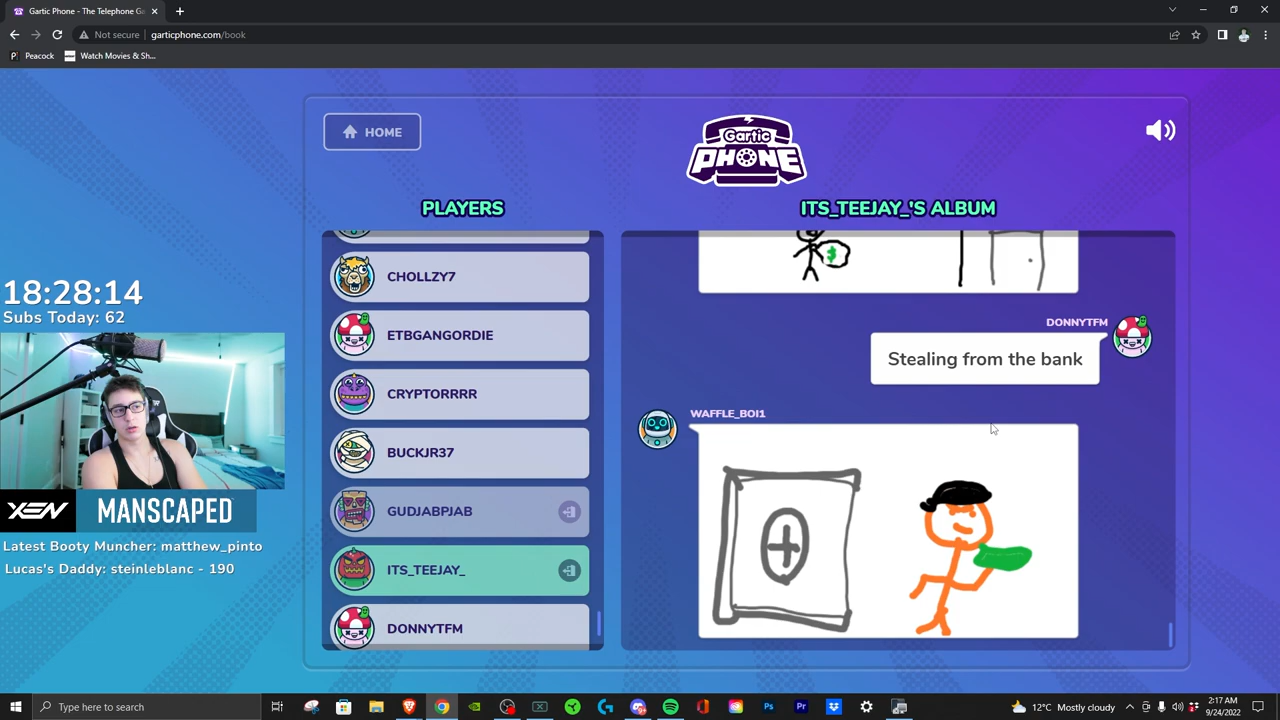 Gartic Phone - The Telephone Ga
Not secure
garticphone.com/book
Peacock
Watch Movies & Sh...
HOME
Gartic
PHONE
PLAYERS
ITS_TEEJAY_'S ALBUM
CHOLLZY7
ETBGANGORDIE
CRYPTORRRR
BUCKJR37
GUDJABPJAB
ITS_TEEJAY_
DONNYTFM
$
DONNYTFM
Stealing from the bank
WAFFLE_BOI1
18:28:14
Subs Today: 62
XEN
MANSCAPED
Latest Booty Muncher: matthew_pinto
Lucas's Daddy: steinleblanc - 190
Type here to search
12°C Mostly cloudy
2:17 AM
9/24/2022